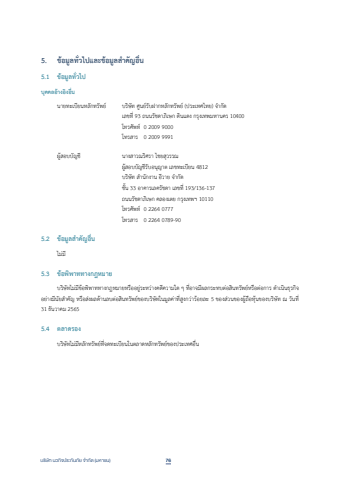 5. ข้อมูลทั่วไปและข้อมูลสำคัญอื่น
5.1 ข้อมูลทั่วไป
บุคคลอ้างอิงอื่น
นายทะเบียนหลักทรัพย์ บริษัท ศูนย์รับฝากหลักทรัพย์ (ประเทศไทย) จำกัด
เลขที่ 93 ถนนรัชดาภิเษก ดินแดง กรุงเทพมหานคร 10400
โทรศัพท์ 0 2009 9000
โทรสาร 0 2009 9991
ผู้สอบบัญชี นางสาวนริศรา ไชยสุวรรณ
ผู้สอบบัญชีรับอนุญาต เลขทะเบียน 4812
บริษัท สำนักงาน อีวาย จำกัด
ชั้น 33 อาคารเลครัชดา เลขที่ 193/136-137
ถนนรัชดาภิเษก คลองเตย กรุงเทพฯ 10110
โทรศัพท์ 0 2264 0777
โทรสาร 0 2264 0789-90
5.2 ข้อมูลสำคัญอื่น
ไม่มี
5.3 ข้อพิพาททางกฎหมาย
บริษัทไม่มีข้อพิพาททางกฎหมายหรืออยู่ระหว่างคดีความใด ๆ ที่อาจมีผลกระทบต่อสินทรัพย์หรือต่อการ ดำเนินธุรกิจ
อย่างมีนัยสำคัญ หรือส่งผลด้านลบต่อสินทรัพย์ของบริษัทในมูลค่าที่สูงกว่าร้อยละ 5 ของส่วนของผู้ถือหุ้นของบริษัท ณ วันที่
31 ธันวาคม 2565
5.4 ตลาดรอง
บริษัทไม่มีหลักทรัพย์ที่จดทะเบียนในตลาดหลักทรัพย์ของประเทศอื่น